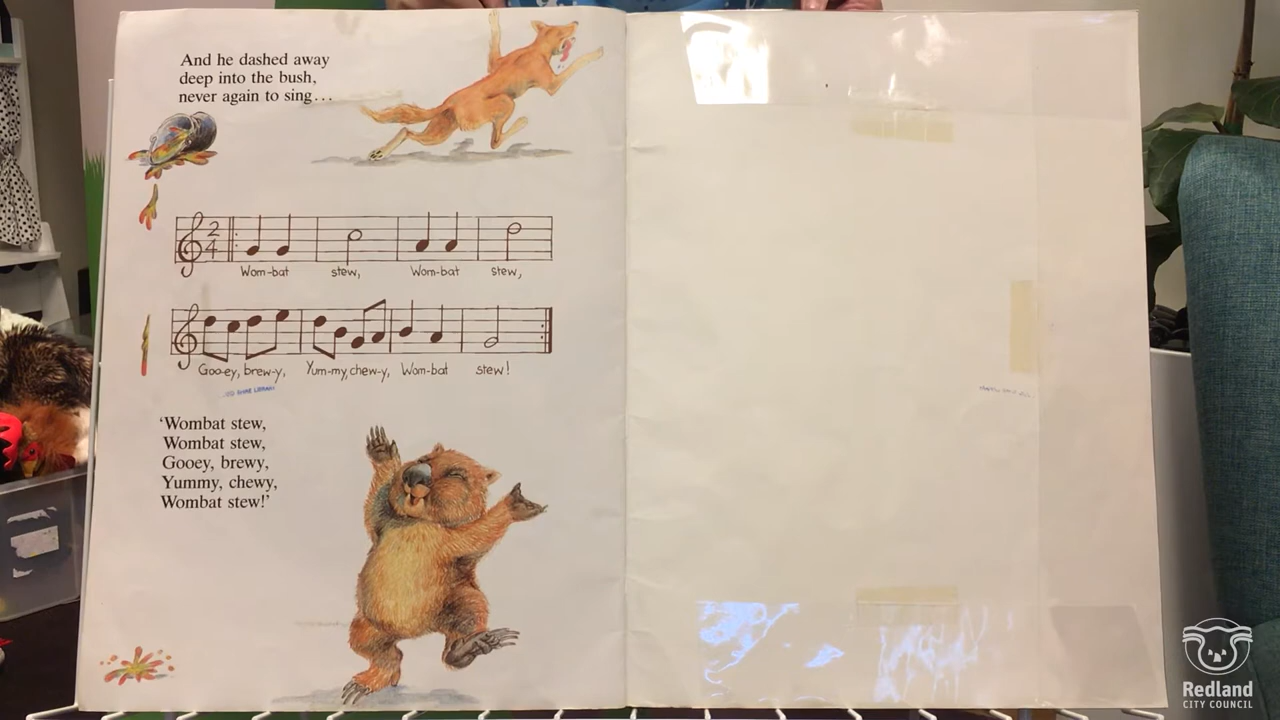 And he dashed away
deep into the bush,
never again to sing...
2
4
Wom-bat stew, Wom-bat stew,
Goo-ey, brew-y, Yum-my, chew-y, Wom-bat stew!
'Wombat stew,
Wombat stew,
Gooey, brewy,
Yummy, chewy,
Wombat stew!'
Redland
CITY COUNCIL